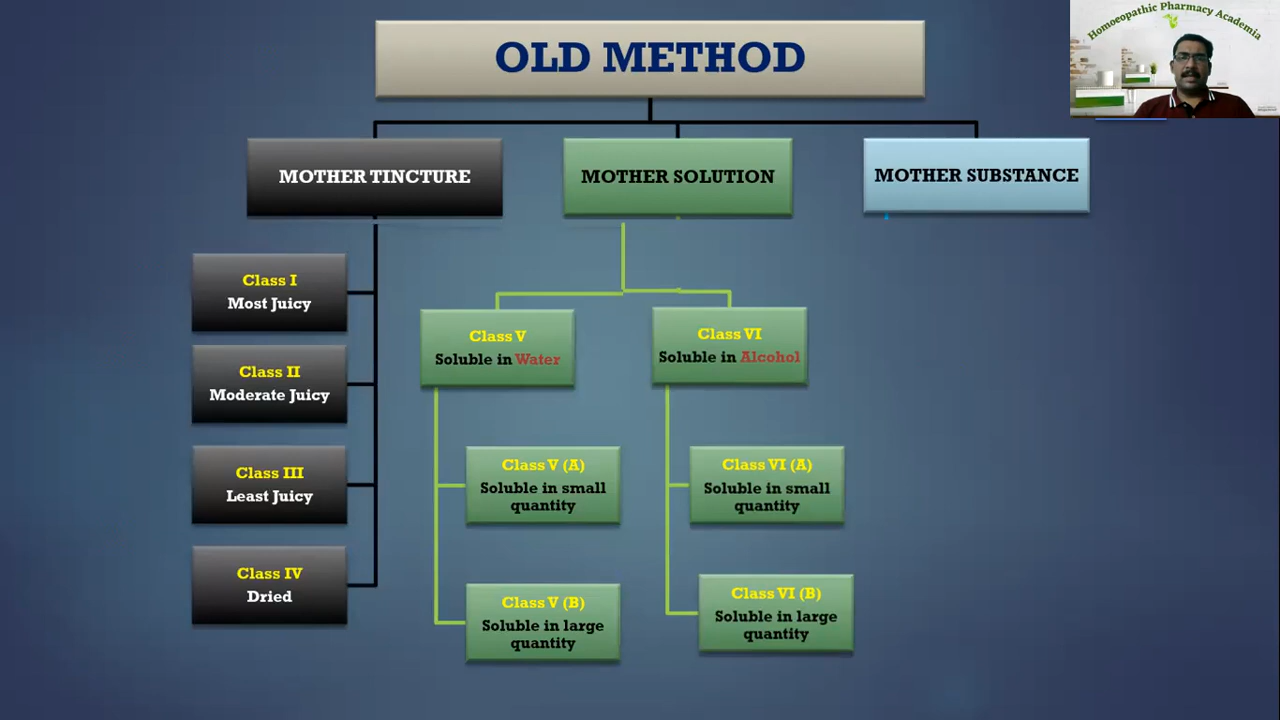 Homoeopathic Pharmacy Academia
OLD METHOD
MOTHER TINCTURE
MOTHER SOLUTION
MOTHER SUBSTANCE
Class I
Most Juicy
Class II
Moderate Juicy
Class III
Least Juicy
Class IV
Dried
Class V
Soluble in Water
Class V (A)
Soluble in small
quantity
Class V (B)
Soluble in large
quantity
Class VI
Soluble in Alcohol
Class VI (A)
Soluble in small
quantity
Class VI (B)
Soluble in large
quantity